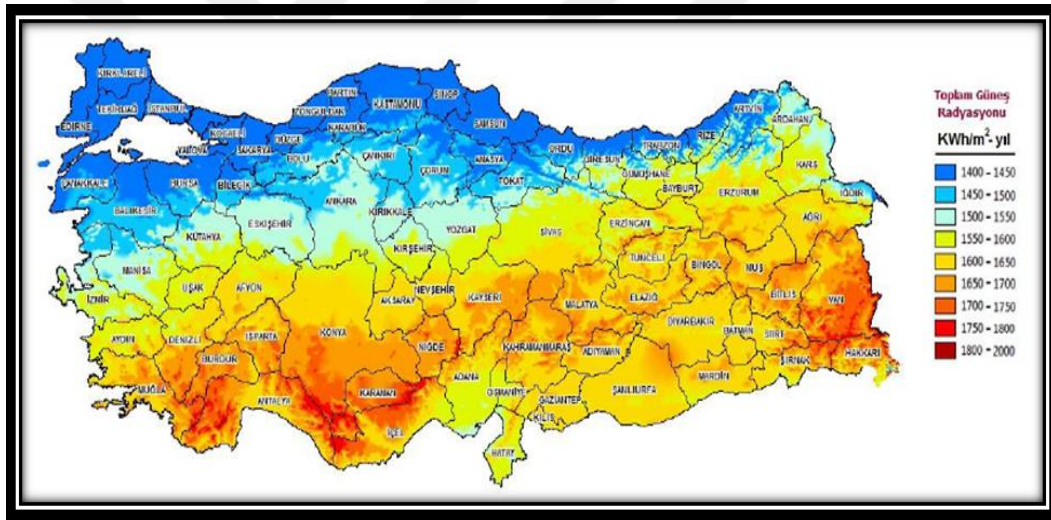 KIRKLARELİ
EDİRNE
TEKİRDAĞ
İSTANBUL
KOCAELİ
YALOVA
SAKARYA
DÜZCE
ZONGULDAK
BARTIN
KARABÜK
KASTAMONU
SİNOP
SAMSUN
BOLU
ÇANKIRI
ÇORUM
AMASYA
TOKAT
ORDU
GİRESUN
TRABZON
RİZE
ARTVİN
ARDAHAN
GÜMÜŞHANE
BAYBURT
ERZURUM
KARS
IĞDIR
AĞRI
ÇANAKKALE
BALIKESİR
BURSA
BİLECİK
KÜTAHYA
ESKİŞEHİR
ANKARA
KIRIKKALE
KIRŞEHİR
YOZGAT
SİVAS
ERZİNCAN
TUNCELİ
BİNGÖL
MUŞ
BİTLİS
VAN
MANİSA
İZNİR
UŞAK
AFYON
AKSARAY
NEVŞEHİR
KAYSERİ
MALATYA
ELAZIĞ
DİYARBAKIR
BATMAN
SİİRT
ŞIRNAK
HAKKARİ
AYDIN
DENİZLİ
BURDUR
ISPARTA
KONYA
NİĞDE
KAHRAMANMARAŞ
ADIYAMAN
MARDİN
MUĞLA
ANTALYA
KARAMAN
İÇEL
ADANA
OSMANİYE
GAZİANTEP
KİLİS
ŞANLIURFA
HATAY
Toplam Güneş
Radyasyonu
KWh/m²- yıl
1400 - 1450
1450 - 1500
1500 - 1550
1550 - 1600
1600 - 1650
1650 - 1700
1700 - 1750
1750 - 1800
1800 - 2000